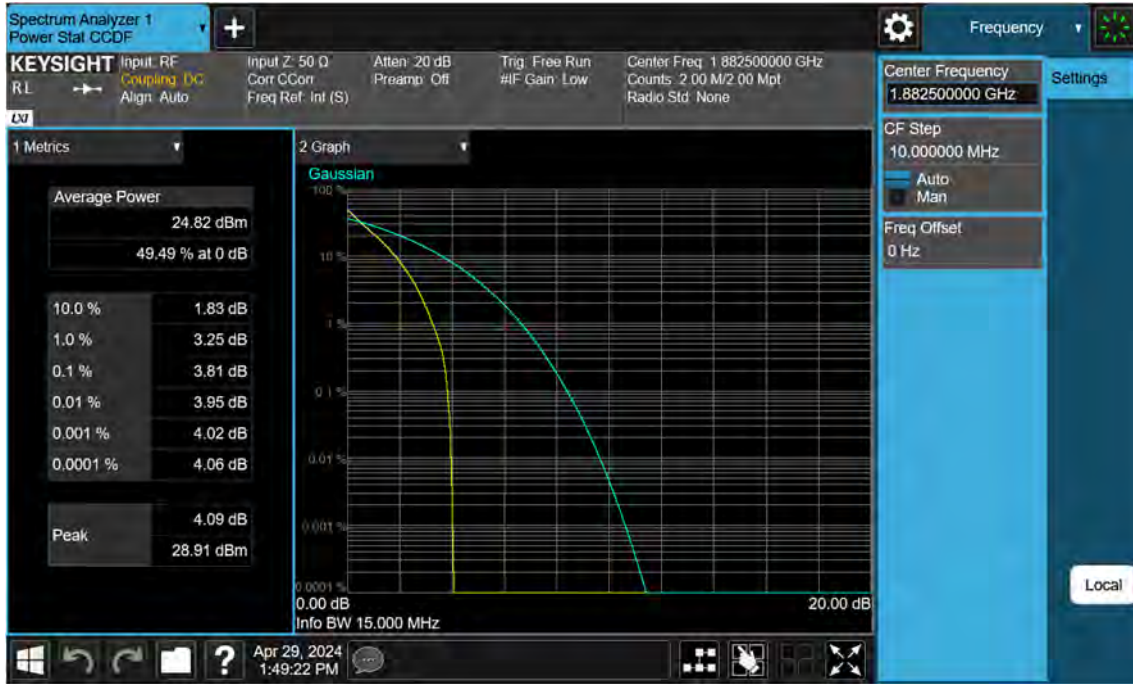 Spectrum Analyzer 1
Power Stat CCDF
+
Frequency
KEYSIGHT
Input: RF
Input Z: 50 Ω
Atten: 20 dB
Trig: Free Run
Center Freq: 1.882500000 GHz
RL
Coupling: DC
Corr CCorr
Preamp: Off
#IF Gain: Low
Counts: 2.00 M/2.00 Mpt
Align: Auto
Freq Ref: Int (S)
Radio Std: None
LXI
Center Frequency
1.882500000 GHz
Settings
CF Step
10.000000 MHz
Auto
Man
Freq Offset
0 Hz
1 Metrics
Average Power
24.82 dBm
49.49 % at 0 dB
10.0 % 1.83 dB
1.0 % 3.25 dB
0.1 % 3.81 dB
0.01 % 3.95 dB
0.001 % 4.02 dB
0.0001 % 4.06 dB
Peak
4.09 dB
28.91 dBm
2 Graph
Gaussian
100 %
10 %
1 %
0.1 %
0.01 %
0.001 %
0.0001 %
0.00 dB 20.00 dB
Info BW 15.000 MHz
Local
?
Apr 29, 2024
1:49:22 PM